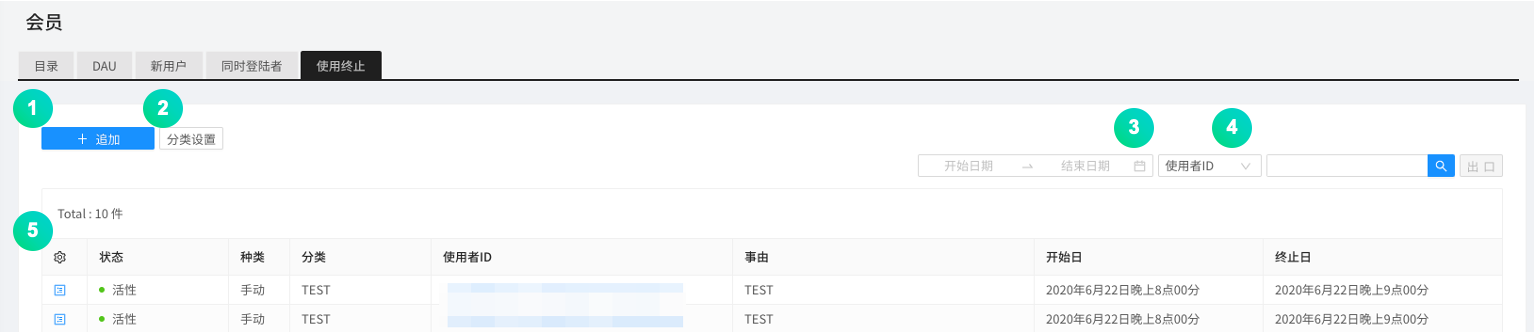 会员
目录 DAU 新用户 同时登陆者 使用终止
1 2 3 4
+ 追加 分类设置
开始日期 → 结束日期 使用者ID 出 口
Total : 10 件
5
状态 种类 分类 使用者ID 事由 开始日 终止日
活性 手动 TEST TEST 2020年6月22日晚上8点00分 2020年6月22日晚上9点00分
活性 手动 TEST TEST 2020年6月22日晚上8点00分 2020年6月22日晚上9点00分